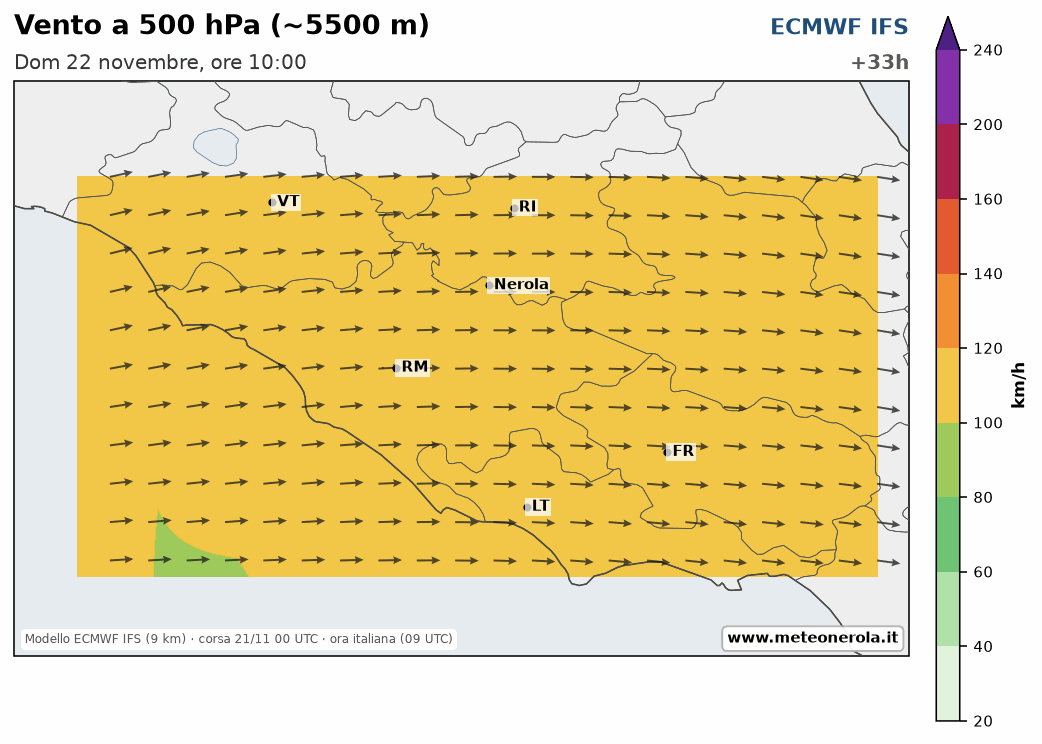 Vento a 500 hPa (~5500 m)
ECMWF IFS
Dom 22 novembre, ore 10:00
+33h
VT
RI
Nerola
RM
FR
LT
Modello ECMWF IFS (9 km) · corsa 21/11 00 UTC · ora italiana (09 UTC)
www.meteonerola.it
240
200
160
140
120
100
80
60
40
20
km/h